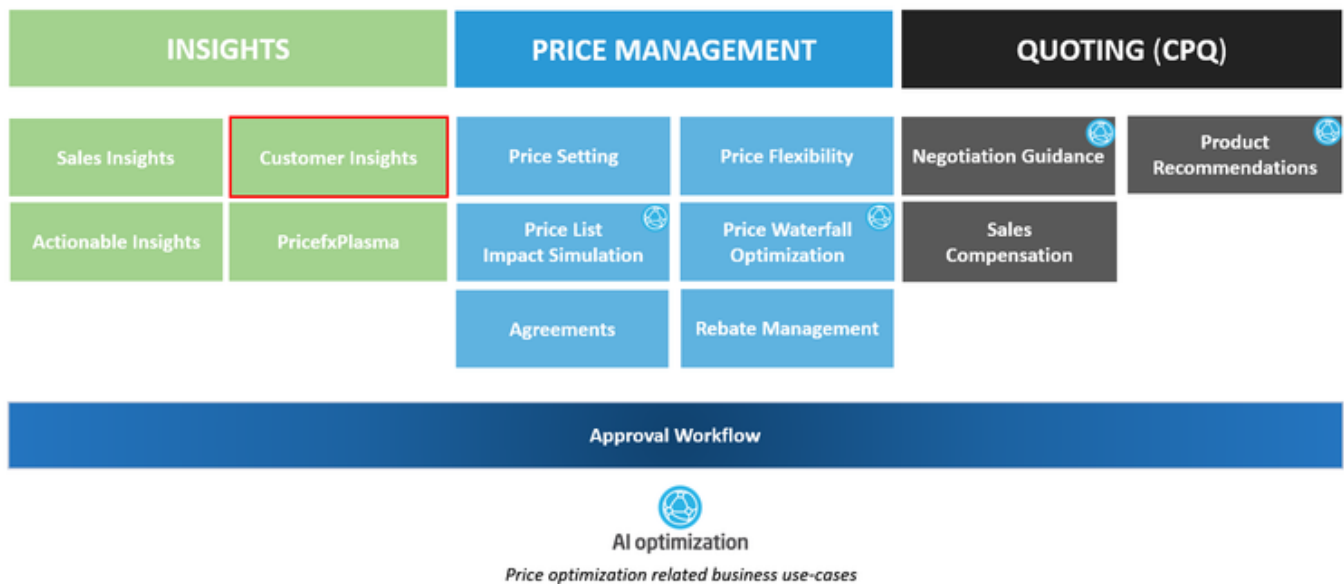 INSIGHTS
PRICE MANAGEMENT
QUOTING (CPQ)
Sales Insights
Customer Insights
Price Setting
Price Flexibility
Negotiation Guidance
Product
Recommendations
Actionable Insights
PricefxPlasma
Price List
Impact Simulation
Price Waterfall
Optimization
Sales
Compensation
Agreements
Rebate Management
Approval Workflow
AI optimization
Price optimization related business use-cases